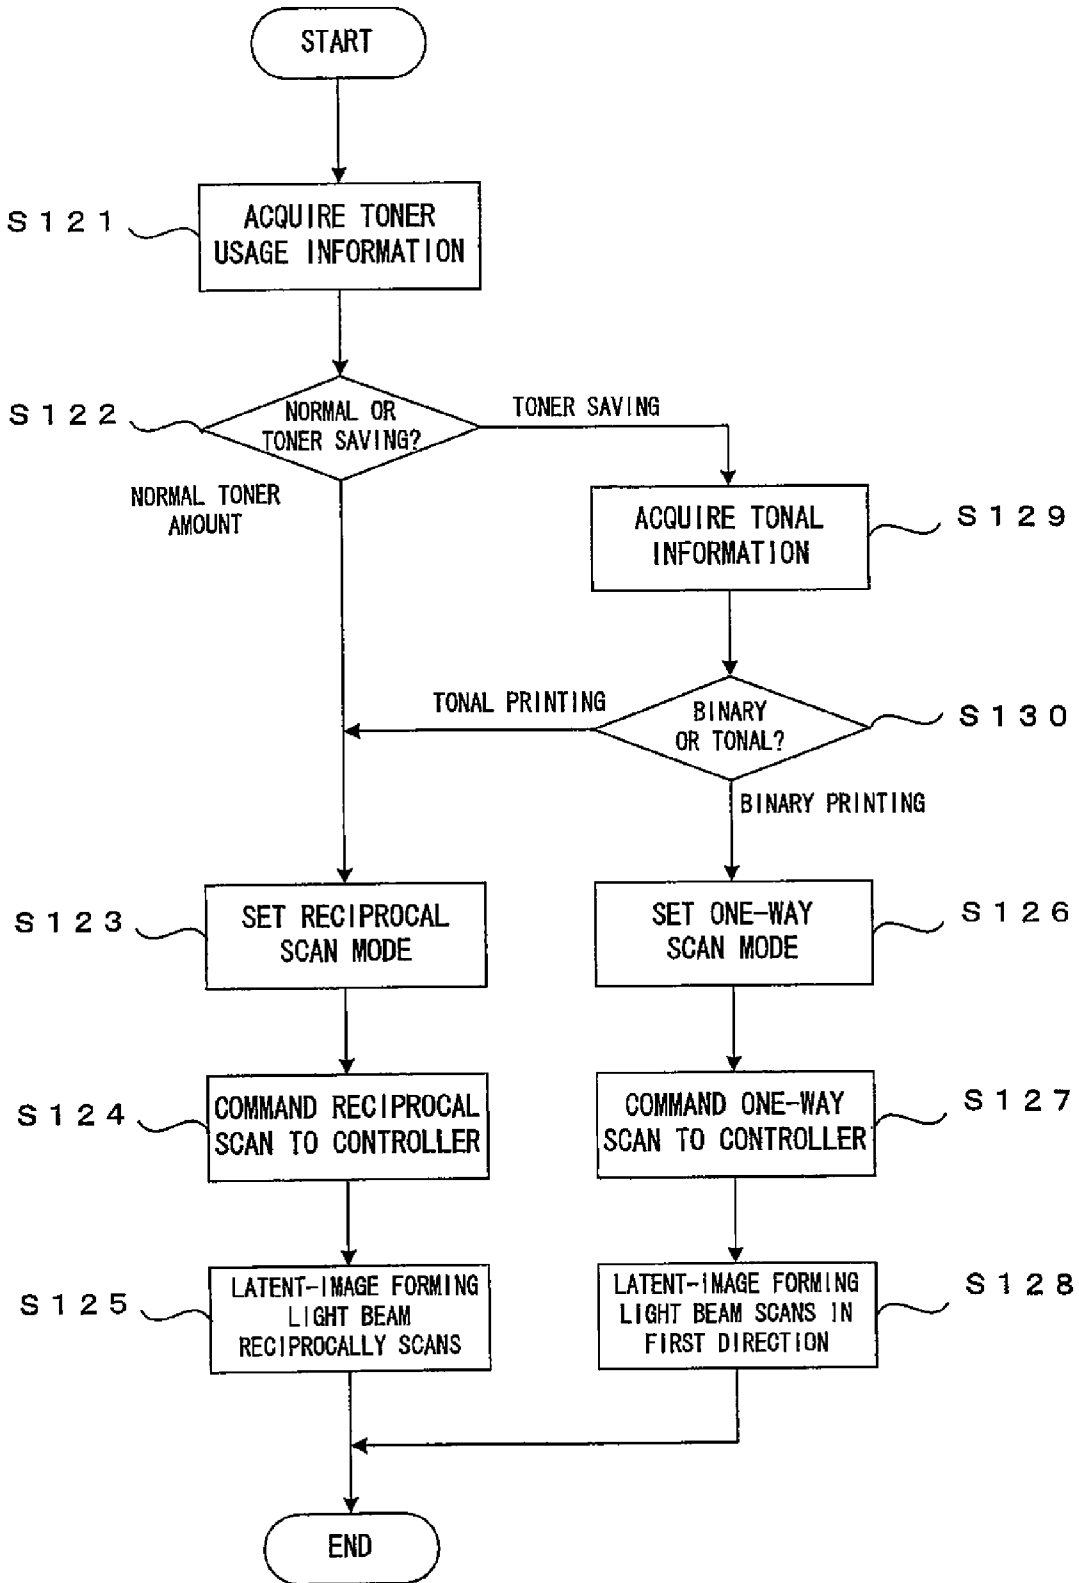 START
S121
ACQUIRE TONER
USAGE INFORMATION
S122
NORMAL OR
TONER SAVING?
TONER SAVING
NORMAL TONER
AMOUNT
ACQUIRE TONAL
INFORMATION
S129
TONAL PRINTING
BINARY
OR TONAL?
S130
BINARY PRINTING
S123
SET RECIPROCAL
SCAN MODE
SET ONE-WAY
SCAN MODE
S126
S124
COMMAND RECIPROCAL
SCAN TO CONTROLLER
COMMAND ONE-WAY
SCAN TO CONTROLLER
S127
S125
LATENT-IMAGE FORMING
LIGHT BEAM
RECIPROCALLY SCANS
LATENT-IMAGE FORMING
LIGHT BEAM SCANS IN
FIRST DIRECTION
S128
END